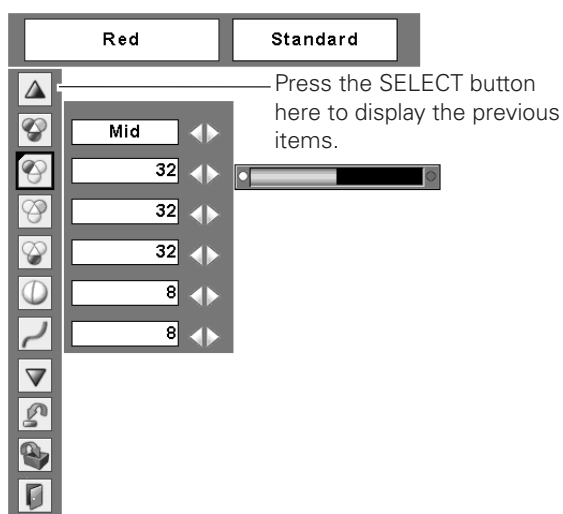 Red
Standard
Press the SELECT button
here to display the previous
items.
Mid
32
32
32
8
8